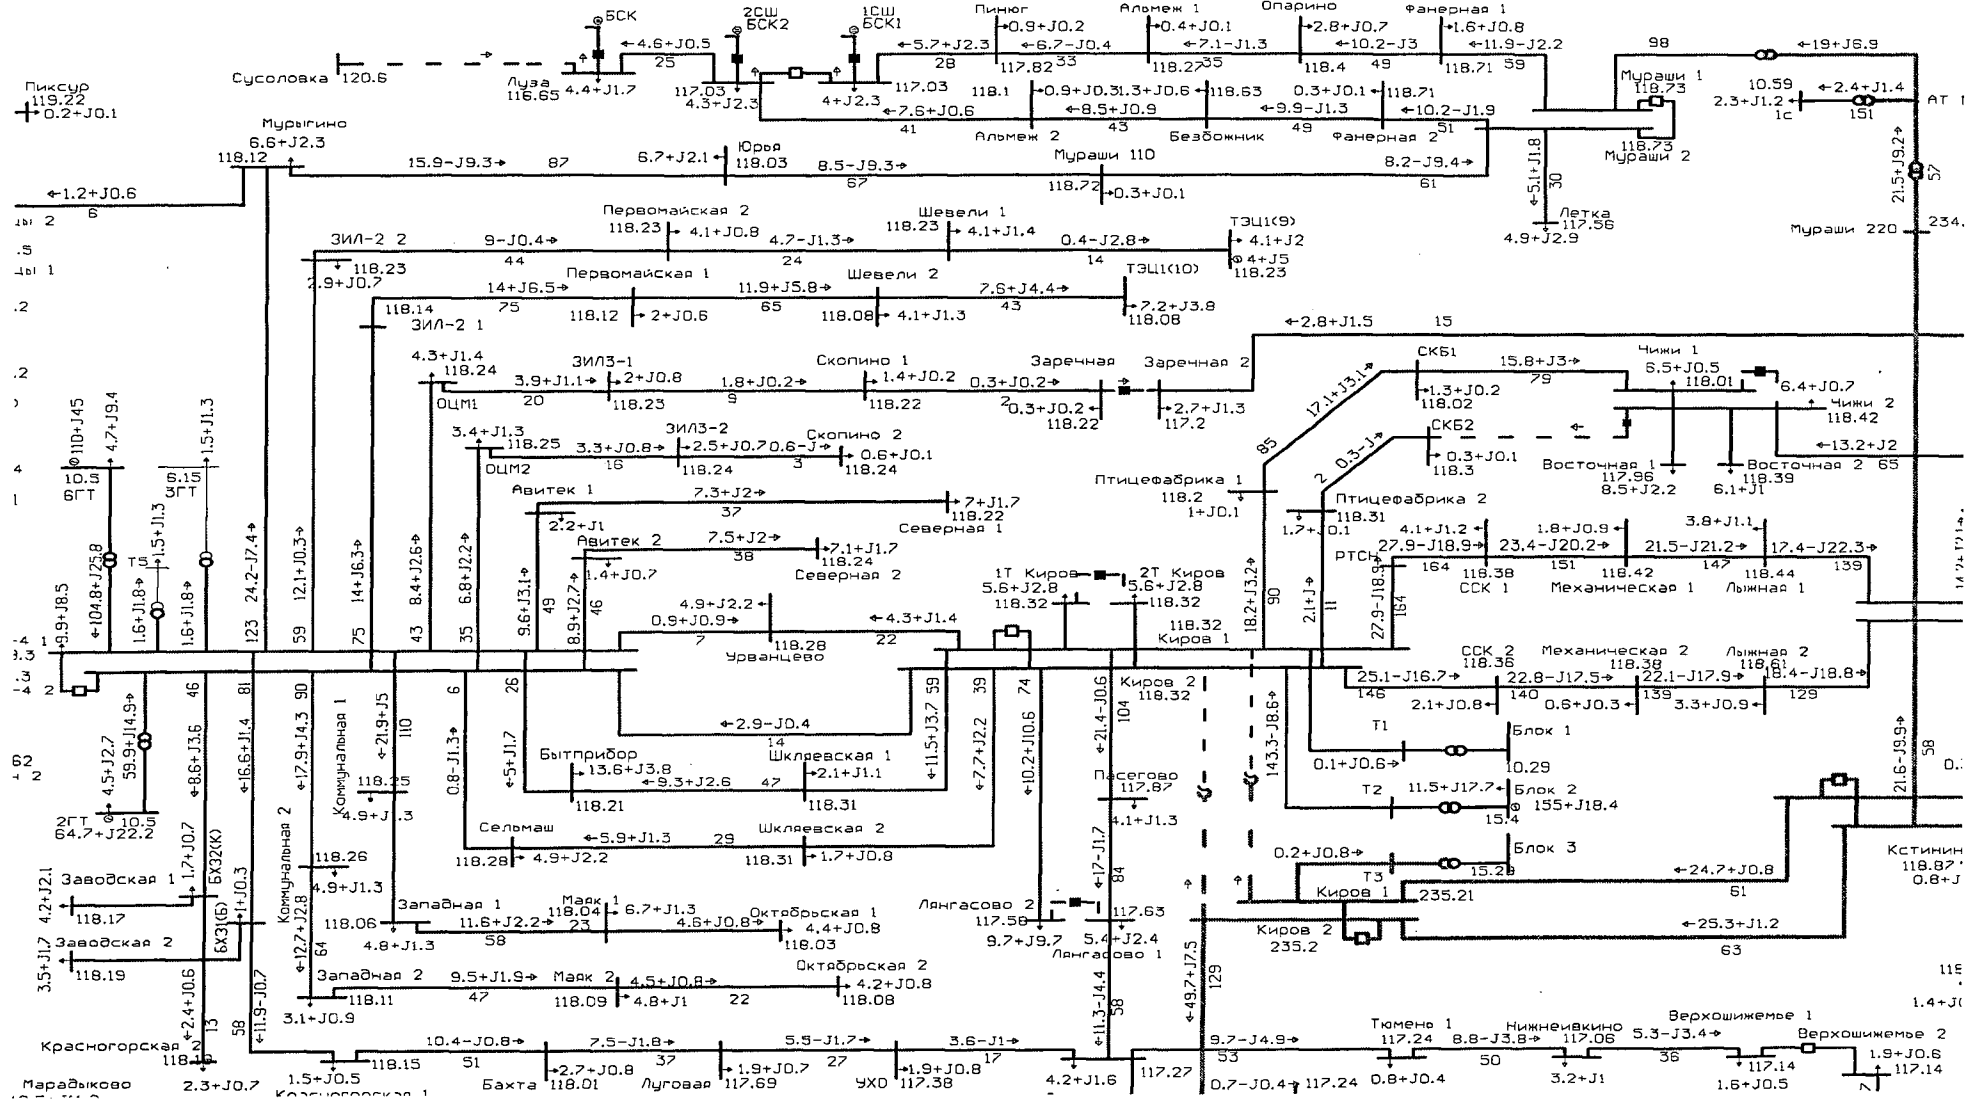 БСК
2СШ
БСК2
1СШ
БСК1
Пинюг
0.9+J0.2
Альмеж 1
0.4+J0.1
Опарино
2.8+J0.7
Фанерная 1
1.6+J0.8
4.6+J0.5
25
5.7+J2.3
28
6.7-J0.4
33
7.1-J1.3
35
10.2-J3
49
11.9-J2.2
59
98
19+J6.9
Сусоловка
120.6
Луза
116.65
4.4+J1.7
117.03
4.3+J2.3
4+J2.3
117.03
117.82
118.27
118.4
118.71
Мураши 1
118.73
10.59
2.3+J1.2
1с
2.4+J1.4
151
АТ 1
Пиксур
119.22
0.2+J0.1
118.1
0.9+J0.3
1.3+J0.6
118.63
0.3+J0.1
118.71
7.6+J0.6
41
8.5+J0.9
43
9.9-J1.3
49
10.2-J1.9
51
Альмеж 2
Безбожник
Фанерная 2
118.73
Мураши 2
Мурыгино
6.6+J2.3
118.12
15.9-J9.3
87
6.7+J2.1
Юрья
118.03
8.5-J9.3
67
Мураши 110
118.72
0.3+J0.1
8.2-J9.4
61
5.1+J1.8
30
Летка
117.56
4.9+J2.9
21.5+J9.2
57
Мураши 220
234.
1.2+J0.6
6
ЗИЛ-2 2
118.23
2.9+J0.7
9-J0.4
44
Первомайская 2
118.23
4.1+J0.8
4.7-J1.3
24
Шевели 1
118.23
4.1+J1.4
0.4-J2.8
14
ТЭЦ1(9)
4.1+J2
4+J5
118.23
118.14
ЗИЛ-2 1
14+J6.5
75
Первомайская 1
118.12
2+J0.6
11.9+J5.8
65
Шевели 2
118.08
4.1+J1.3
7.6+J4.4
43
ТЭЦ1(10)
7.2+J3.8
118.08
2.8+J1.5
15
4.3+J1.4
118.24
ОЦМ1
3.9+J1.1
20
ЗИЛ3-1
2+J0.8
118.23
1.8+J0.2
9
Скопино 1
1.4+J0.2
118.22
0.3+J0.2
2
Заречная
0.3+J0.2
118.22
Заречная 2
2.7+J1.3
117.2
17.1+J3.1
85
СКБ1
1.3+J0.2
118.02
15.8+J3
79
Чижи 1
6.5+J0.5
118.01
6.4+J0.7
Чижи 2
118.42
3.4+J1.3
118.25
ОЦМ2
3.3+J0.8
16
ЗИЛ3-2
2.5+J0.7
118.24
0.6-J
3
Скопино 2
0.6+J0.1
118.24
0.3-J
2
СКБ2
0.3+J0.1
118.3
Восточная 1
117.96
8.5+J2.2
Восточная 2
118.39
6.1+J1
13.2+J2
65
110+J45
10.5
6ГТ
4.7+J9.4
6.15
3ГТ
1.5+J1.3
Т5
1.5+J1.3
104.8+J25.8
1.6+J1.8
1.6+J1.8
9.9+J8.5
Авитек 1
2.2+J1
7.3+J2
37
7+J1.7
118.22
Северная 1
Авитек 2
1.4+J0.7
7.5+J2
38
7.1+J1.7
118.24
Северная 2
Птицефабрика 1
118.2
1+J0.1
Птицефабрика 2
118.31
1.7+J0.1
РТСН
27.9-J18.9
164
4.1+J1.2
118.38
ССК 1
23.4-J20.2
151
1.8+J0.9
118.42
Механическая 1
21.5-J21.2
147
3.8+J1.1
118.44
Лыжная 1
17.4-J22.3
139
123
24.2-J7.4
59
12.1+J0.3
75
14+J6.3
43
8.4+J2.6
35
6.8+J2.2
9.6+J3.1
49
8.9+J2.7
46
4.9+J2.2
0.9+J0.9
7
118.28
Урванцево
4.3+J1.4
22
1Т Киров
5.6+J2.8
118.32
2Т Киров
5.6+J2.8
118.32
118.32
Киров 1
18.2+J3.2
90
2.1+J
11
27.9-J18.9
164
Киров 2
118.32
25.1-J16.7
146
ССК 2
118.36
2.1+J0.8
22.8-J17.5
140
Механическая 2
118.38
0.6+J0.3
22.1-J17.9
139
Лыжная 2
118.61
3.3+J0.9
18.4-J18.8
129
59.9+J14.9
4.5+J2.7
2ГТ
10.5
64.7+J22.2
46
8.6+J3.6
81
16.6+J1.4
90
17.9+J4.3
Коммунальная 1
118.25
4.9+J1.3
21.9+J5
110
6
0.8-J1.3
26
5+J1.7
2.9-J0.4
14
59
11.5+J3.7
39
7.7+J2.2
74
10.2+J10.6
21.4-J0.6
104
143.3-J8.6
Т1
0.1+J0.6
Блок 1
10.29
Т2
11.5+J17.7
Блок 2
155+J18.4
15.4
Т3
0.2+J0.8
Блок 3
21.6-J9.9
58
Бытприбор
13.6+J3.8
118.21
9.3+J2.6
47
Шкляевская 1
2.1+J1.1
118.31
Сельмаш
118.28
4.9+J2.2
5.9+J1.3
29
Шкляевская 2
118.31
1.7+J0.8
Пасегово
117.87
4.1+J1.3
17-J1.7
84
Киров 1
235.21
24.7+J0.8
61
Киров 2
235.2
25.3+J1.2
63
118.87
Коммунальная 2
118.26
4.9+J1.3
БХ32(К)
1.7+J0.7
Заводская 1
118.17
4.2+J2.1
БХ31(Б)
1+J0.3
Заводская 2
118.19
3.5+J1.7
12.7+J2.8
64
118.06
Западная 1
4.8+J1.3
11.6+J2.2
58
Маяк 1
118.04
6.7+J1.3
23
4.6+J0.8
Октябрьская 1
4.4+J0.8
118.03
Западная 2
118.11
3.1+J0.9
9.5+J1.9
47
Маяк 2
118.09
4.8+J1
4.5+J0.8
22
Октябрьская 2
4.2+J0.8
118.08
Лянгасово 2
117.58
9.7+J9.7
117.63
5.4+J2.4
Лянгасово 1
11.3-J4.4
58
49.7+J7.5
129
2.4+J0.6
13
11.9-J0.7
58
Красногорская 2
2.3+J0.7
1.5+J0.5
118.15
Красногорская 1
10.4-J0.8
51
2.7+J0.8
Бахта
118.01
7.5-J1.8
37
1.9+J0.7
Луговая
117.69
5.5-J1.7
27
1.9+J0.8
УХО
117.38
3.6-J1
17
4.2+J1.6
117.27
9.7-J4.9
53
0.7-J0.4
117.24
Тюмень 1
117.24
0.8+J0.4
8.8-J3.8
50
Нижнеивкино
117.06
3.2+J1
5.3-J3.4
36
Верхошижемье 1
117.14
1.6+J0.5
Верхошижемье 2
1.9+J0.6
117.14
Марадыково